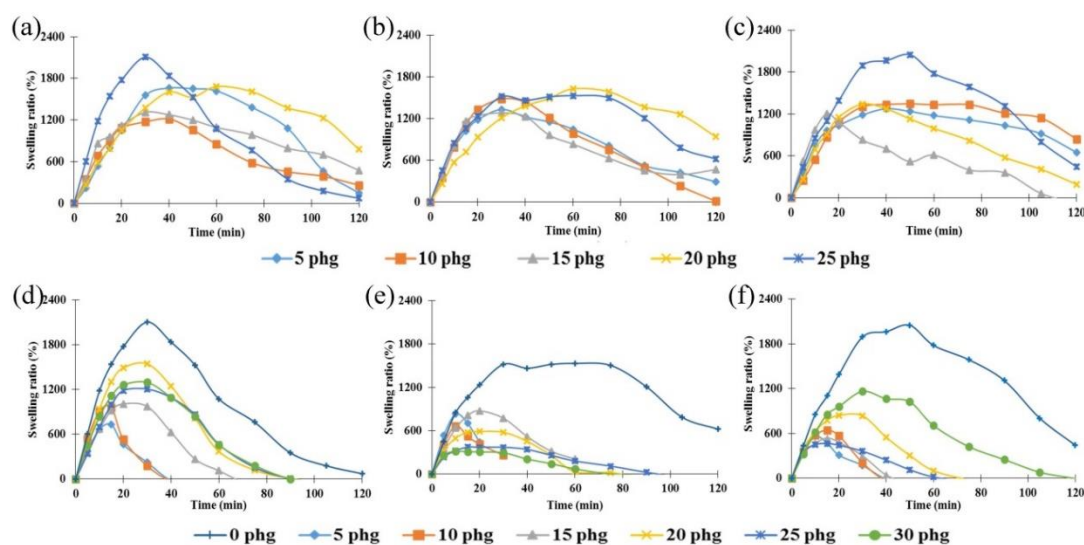 (a)
(b)
(c)
2400
1800
1200
600
0
Swelling ratio (%)
0 20 40 60 80 100 120
Time (min)
2400
1800
1200
600
0
Swelling ratio (%)
0 20 40 60 80 100 120
Time (min)
2400
1800
1200
600
0
Swelling ratio (%)
0 20 40 60 80 100 120
Time (min)
5 phg 10 phg 15 phg 20 phg 25 phg
(d)
(e)
(f)
2400
1800
1200
600
0
Swelling ratio (%)
0 20 40 60 80 100 120
Time (min)
2400
1800
1200
600
0
Swelling ratio (%)
0 20 40 60 80 100 120
Time (min)
2400
1800
1200
600
0
Swelling ratio (%)
0 20 40 60 80 100 120
Time (min)
0 phg 5 phg 10 phg 15 phg 20 phg 25 phg 30 phg